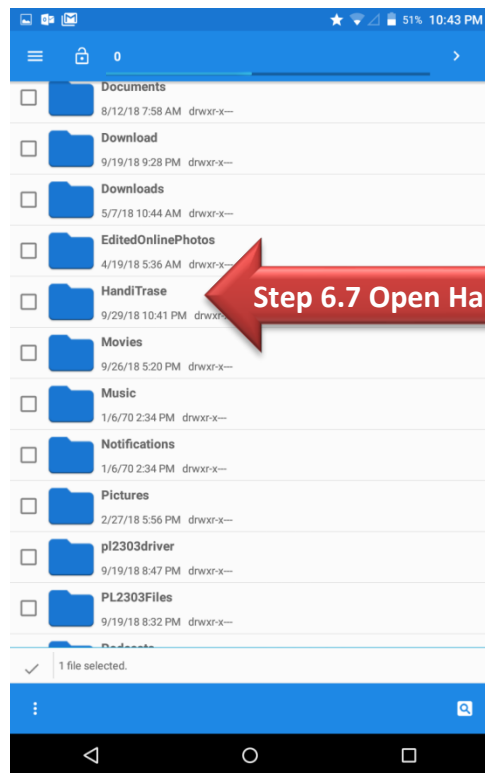 51% 10:43 PM
0
Documents
8/12/18 7:58 AM drwxr-x—
Download
9/19/18 9:28 PM drwxr-x—
Downloads
5/7/18 10:44 AM drwxr-x—
EditedOnlinePhotos
4/19/18 5:36 AM drwxr-x—
HandiTrase
9/29/18 10:41 PM drwxr-x
Step 6.7 Open Ha
Movies
9/26/18 5:20 PM drwxr-x—
Music
1/6/70 2:34 PM drwxr-x—
Notifications
1/6/70 2:34 PM drwxr-x—
Pictures
2/27/18 5:56 PM drwxr-x—
pl2303driver
9/19/18 8:47 PM drwxr-x—
PL2303Files
9/19/18 8:32 PM drwxr-x—
Podcasts
1 file selected.